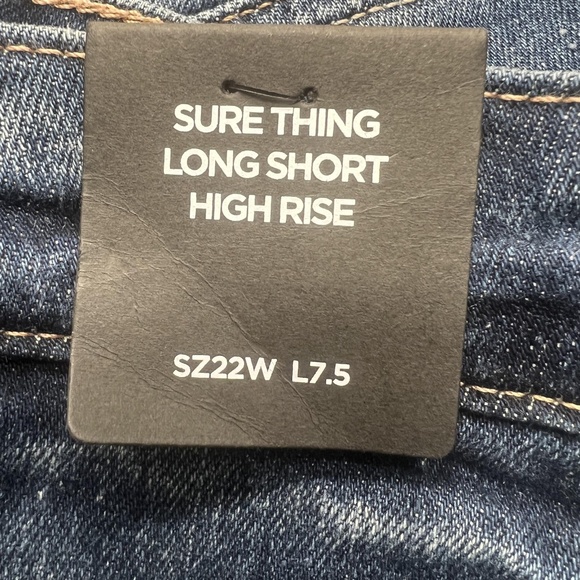 SURE THING
LONG SHORT
HIGH RISE
SZ22W L7.5